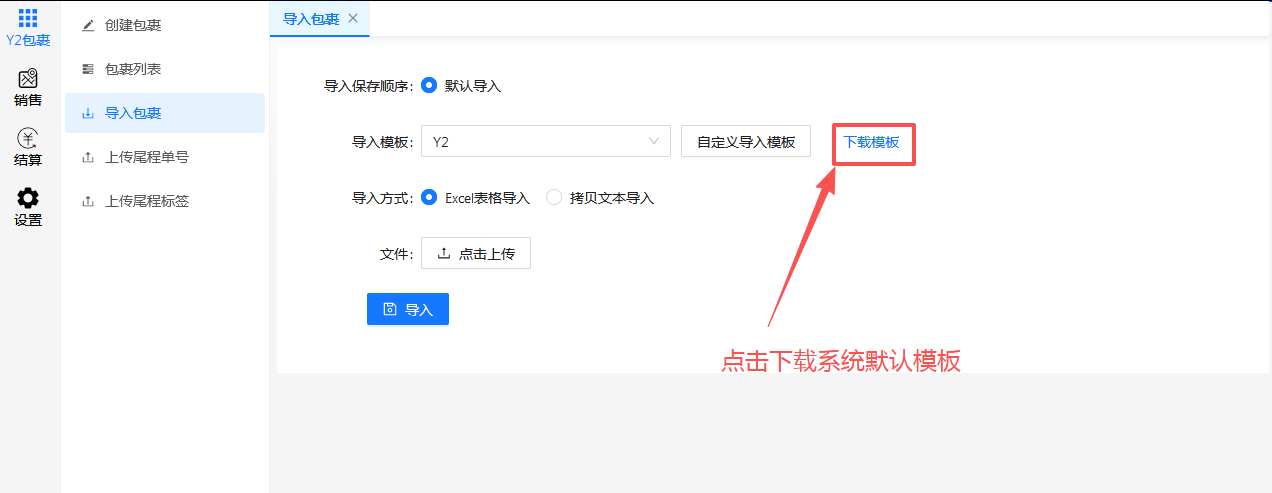 Y2包裹
销售
结算
设置
创建包裹
包裹列表
导入包裹
上传尾程单号
上传尾程标签
导入包裹
导入保存顺序: 默认导入
导入模板: Y2 自定义导入模板 下载模板
导入方式: Excel表格导入 拷贝文本导入
文件: 点击上传
导入
点击下载系统默认模板